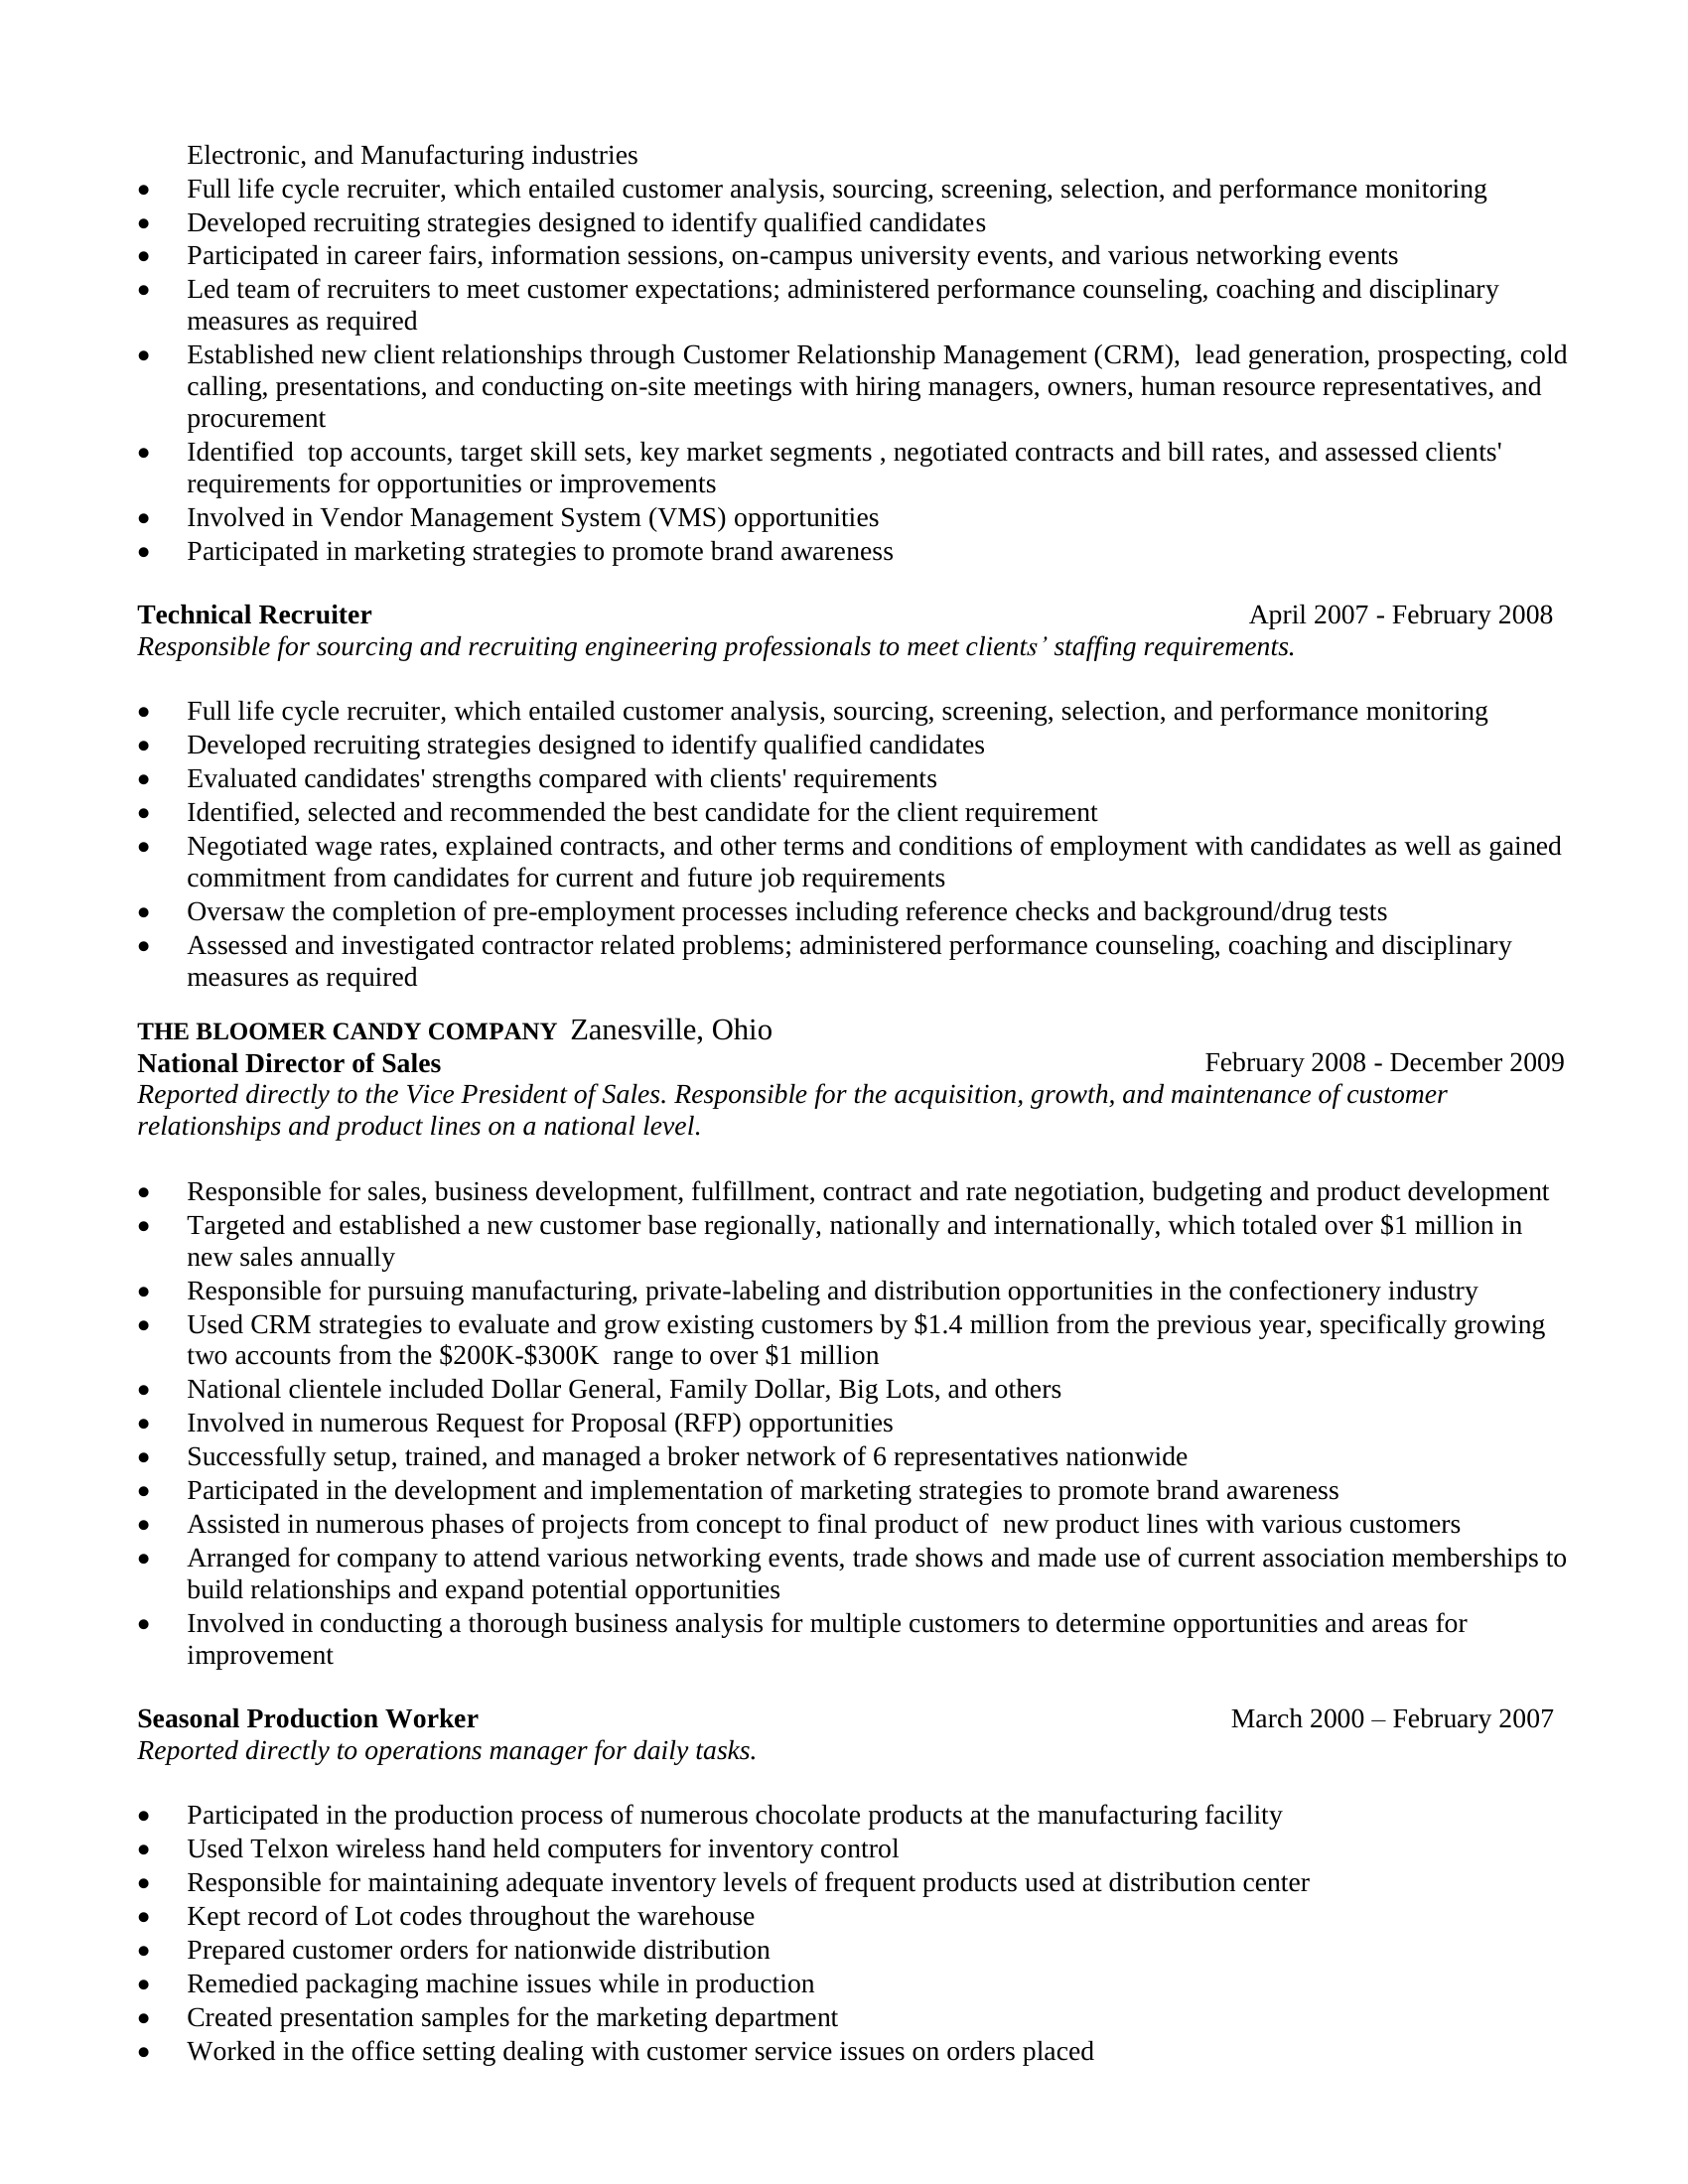 Electronic, and Manufacturing industries
• Full life cycle recruiter, which entailed customer analysis, sourcing, screening, selection, and performance monitoring
• Developed recruiting strategies designed to identify qualified candidates
• Participated in career fairs, information sessions, on-campus university events, and various networking events
• Led team of recruiters to meet customer expectations; administered performance counseling, coaching and disciplinary
measures as required
• Established new client relationships through Customer Relationship Management (CRM),  lead generation, prospecting, cold
calling, presentations, and conducting on-site meetings with hiring managers, owners, human resource representatives, and
procurement
• Identified  top accounts, target skill sets, key market segments , negotiated contracts and bill rates, and assessed clients'
requirements for opportunities or improvements
• Involved in Vendor Management System (VMS) opportunities
• Participated in marketing strategies to promote brand awareness
Technical Recruiter April 2007 - February 2008
Responsible for sourcing and recruiting engineering professionals to meet clients’ staffing requirements.
• Full life cycle recruiter, which entailed customer analysis, sourcing, screening, selection, and performance monitoring
• Developed recruiting strategies designed to identify qualified candidates
• Evaluated candidates' strengths compared with clients' requirements
• Identified, selected and recommended the best candidate for the client requirement
• Negotiated wage rates, explained contracts, and other terms and conditions of employment with candidates as well as gained
commitment from candidates for current and future job requirements
• Oversaw the completion of pre-employment processes including reference checks and background/drug tests
• Assessed and investigated contractor related problems; administered performance counseling, coaching and disciplinary
measures as required
THE BLOOMER CANDY COMPANY  Zanesville, Ohio
National Director of Sales February 2008 - December 2009
Reported directly to the Vice President of Sales. Responsible for the acquisition, growth, and maintenance of customer
relationships and product lines on a national level.
• Responsible for sales, business development, fulfillment, contract and rate negotiation, budgeting and product development
• Targeted and established a new customer base regionally, nationally and internationally, which totaled over $1 million in
new sales annually
• Responsible for pursuing manufacturing, private-labeling and distribution opportunities in the confectionery industry
• Used CRM strategies to evaluate and grow existing customers by $1.4 million from the previous year, specifically growing
two accounts from the $200K-$300K  range to over $1 million
• National clientele included Dollar General, Family Dollar, Big Lots, and others
• Involved in numerous Request for Proposal (RFP) opportunities
• Successfully setup, trained, and managed a broker network of 6 representatives nationwide
• Participated in the development and implementation of marketing strategies to promote brand awareness
• Assisted in numerous phases of projects from concept to final product of  new product lines with various customers
• Arranged for company to attend various networking events, trade shows and made use of current association memberships to
build relationships and expand potential opportunities
• Involved in conducting a thorough business analysis for multiple customers to determine opportunities and areas for
improvement
Seasonal Production Worker March 2000 – February 2007
Reported directly to operations manager for daily tasks.
• Participated in the production process of numerous chocolate products at the manufacturing facility
• Used Telxon wireless hand held computers for inventory control
• Responsible for maintaining adequate inventory levels of frequent products used at distribution center
• Kept record of Lot codes throughout the warehouse
• Prepared customer orders for nationwide distribution
• Remedied packaging machine issues while in production
• Created presentation samples for the marketing department
• Worked in the office setting dealing with customer service issues on orders placed